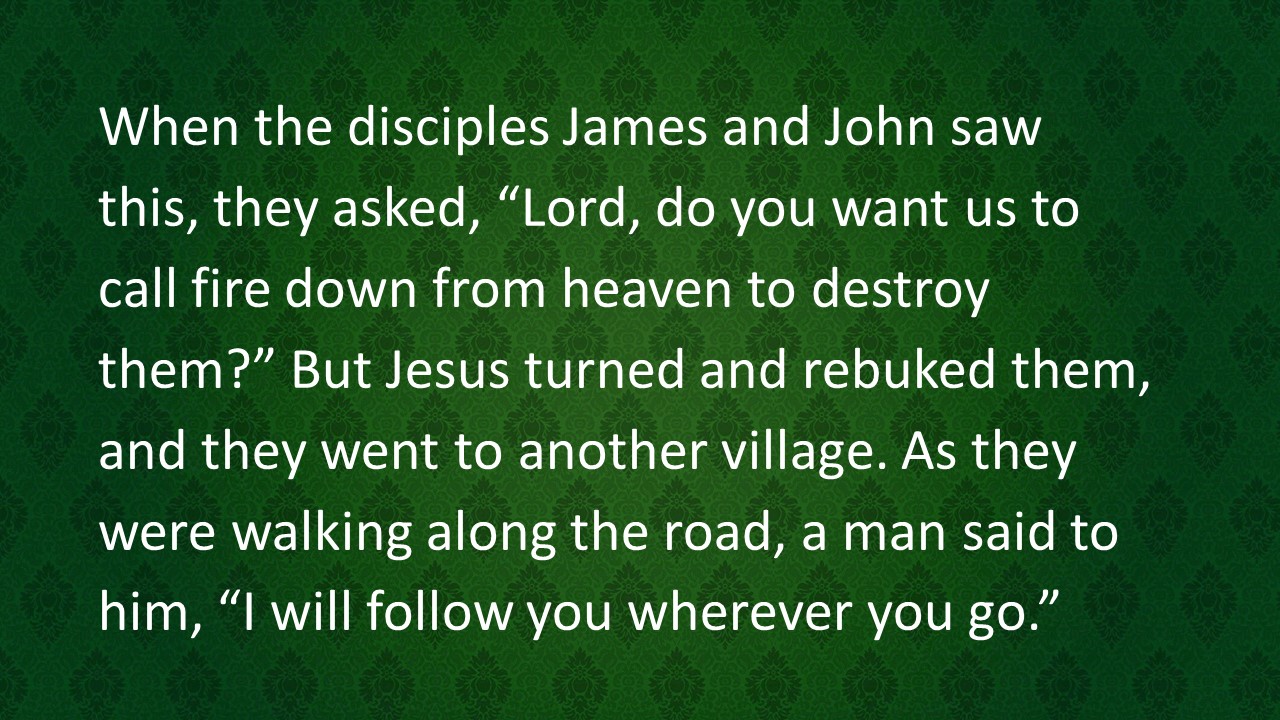 When the disciples James and John saw
this, they asked, “Lord, do you want us to
call fire down from heaven to destroy
them?” But Jesus turned and rebuked them,
and they went to another village. As they
were walking along the road, a man said to
him, “I will follow you wherever you go.”